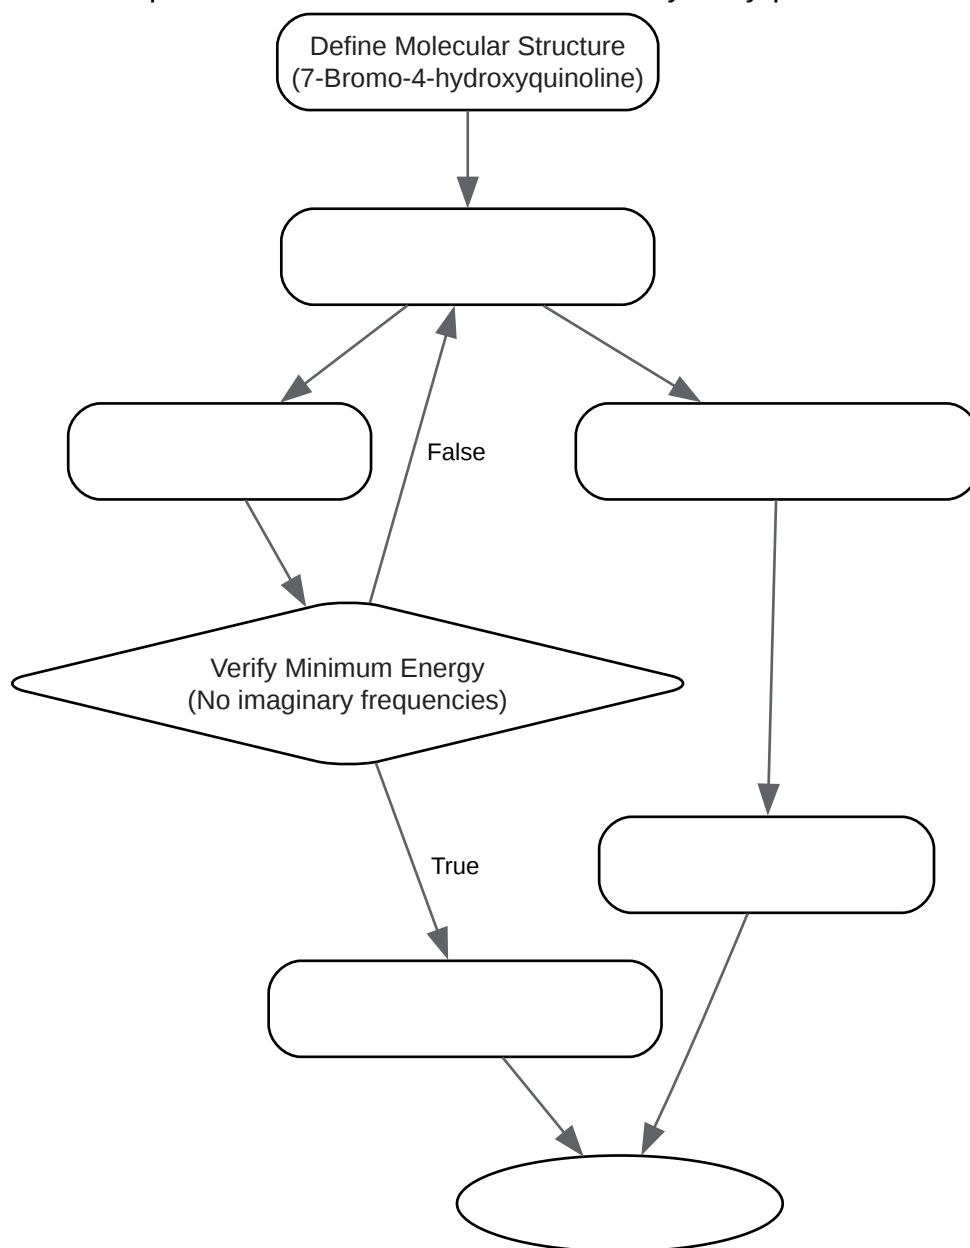 Define Molecular Structure
(7-Bromo-4-hydroxyquinoline)
False
Verify Minimum Energy
(No imaginary frequencies)
True